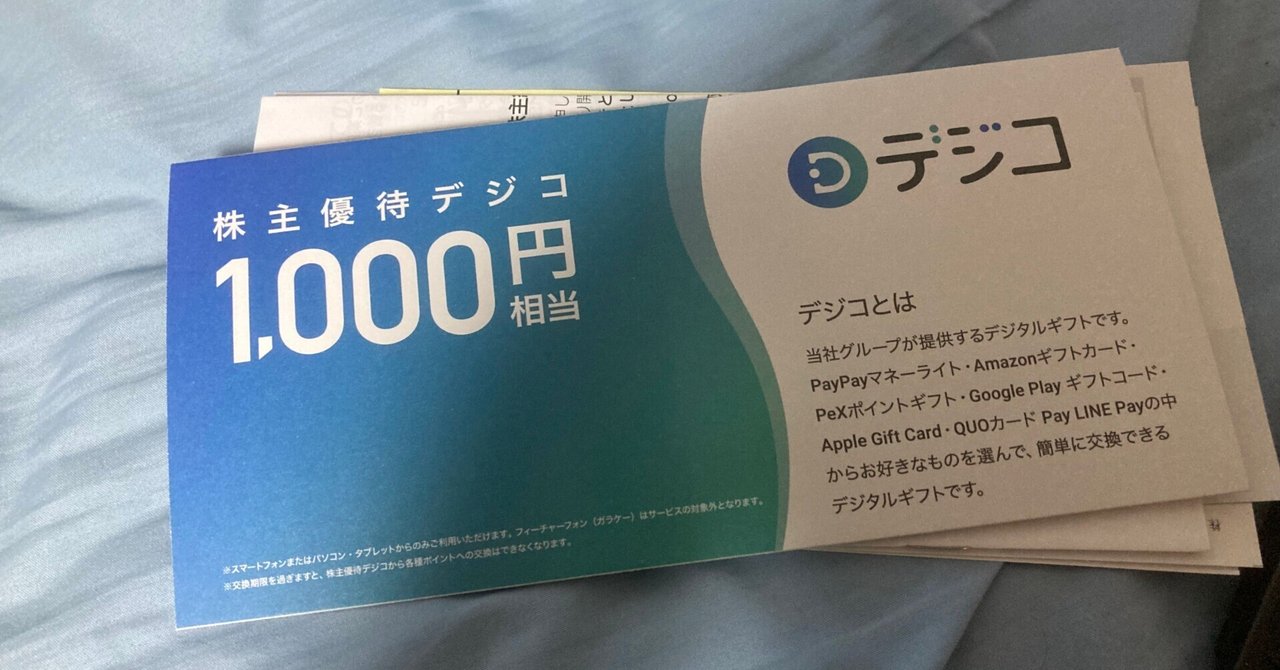 株主優待デジコ
1,000円
相当
※スマートフォンまたはパソコン・タブレットからのみご利用いただけます。フィーチャーフォン（ガラケー）はサービスの対象外となります。
※交換期限を過ぎますと、株主優待デジコから各種ポイントへの交換はできなくなります。
デジコ
デジコとは
当社グループが提供するデジタルギフトです。
PayPayマネーライト・Amazonギフトカード・
PeXポイントギフト・Google Play ギフトコード・
Apple Gift Card・QUOカード Pay LINE Payの中
からお好きなものを選んで、簡単に交換できる
デジタルギフトです。